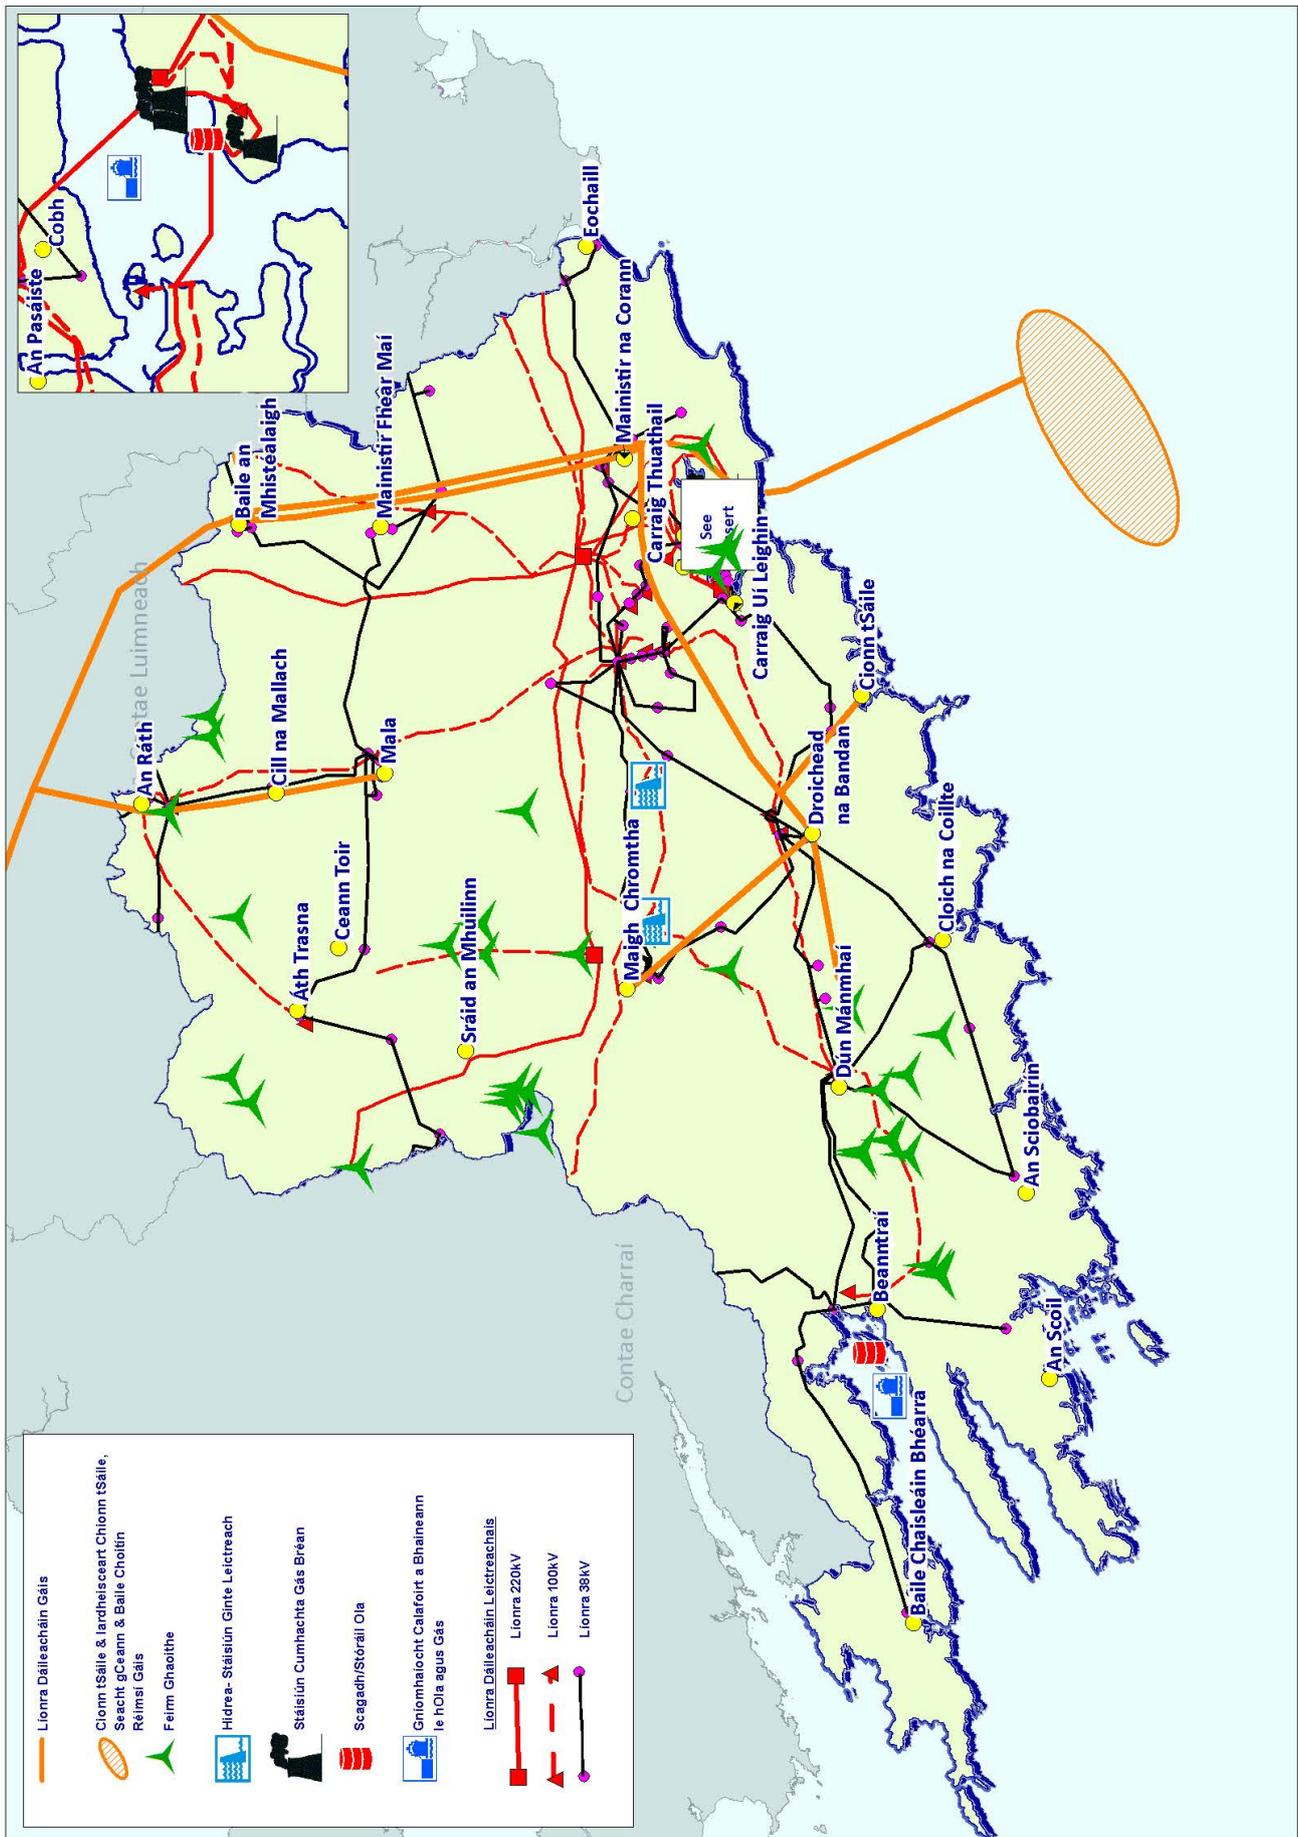 Líonra Dáileacháin Gáis
Cionn tSáile & Iardheisceart Chionn tSáile,
Seacht gCeann & Baile Choitín
Réimsí Gáis
Feirm Ghaoithe
Hidrea- Stáisiún Ginte Leictreach
Stáisiún Cumhachta Gás Bréan
Scagadh/Stóráil Ola
Gníomhaíocht Calafoirt a Bhaineann
le hOla agus Gás
Líonra Dáileacháin Leictreachais
Líonra 220kV
Líonra 100kV
Líonra 38kV
An Pasáiste
Cobh
Contae Charraí
tae Luimneach
An Ráth
Cill na Mallach
Mala
Baile an
Mhistealaigh
Mainistir Fhear Maí
Ceann Toir
Áth Trasna
Sráid an Mhuilinn
Maigh Chromtha
Mainistir na Corann
Carraig Thuathail
Eochaill
See
sert
Carraig Uí Leighin
Cionn tSáile
Droichead
na Bandan
Dún Mánmhaí
Cloich na Coillte
An Sciobairín
Beanntraí
An Scoil
Baile Chaisleáin Bhéarra